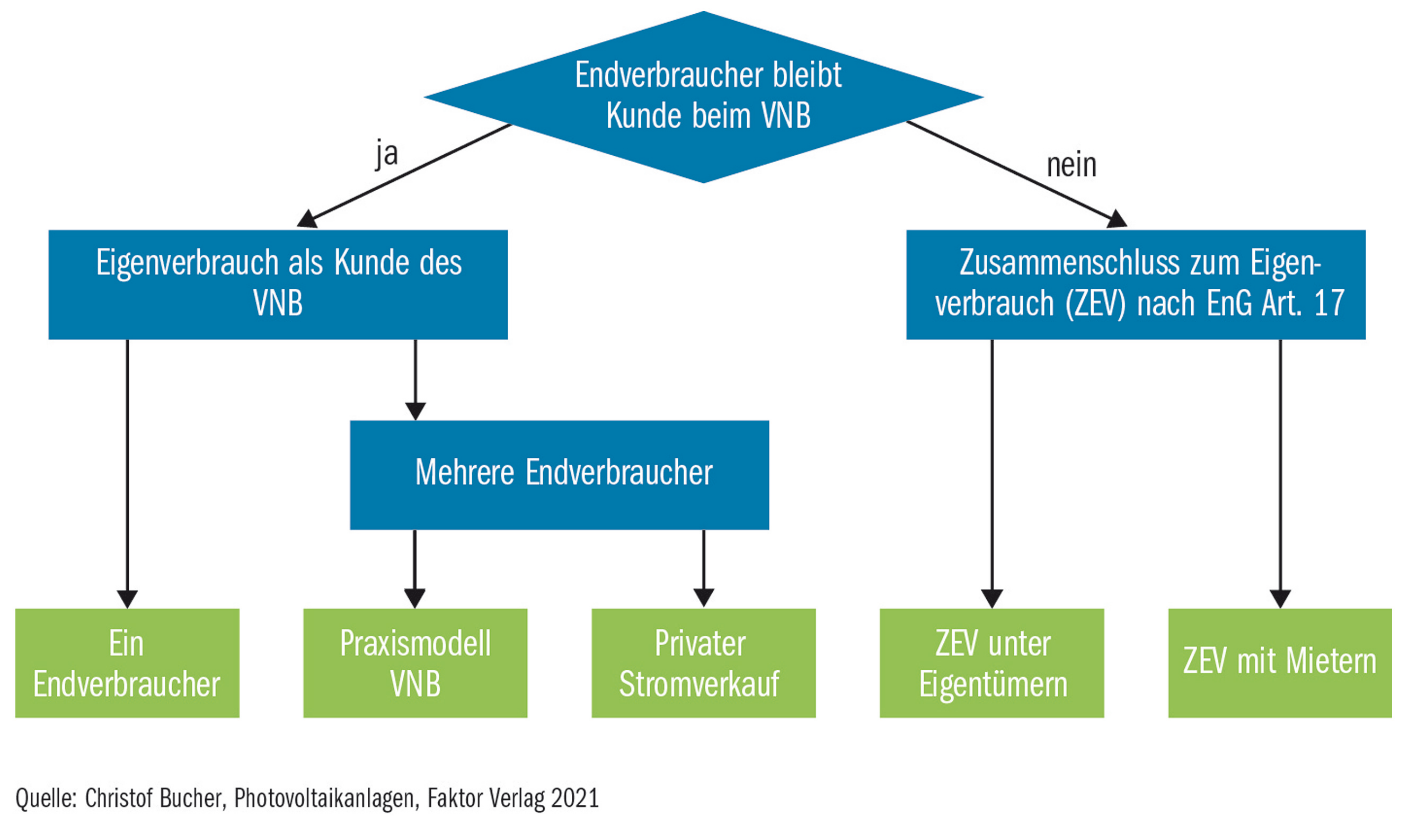 Endverbraucher bleibt
Kunde beim VNB
ja
nein
Eigenverbrauch als Kunde des
VNB
Zusammenschluss zum Eigen-
verbrauch (ZEV) nach EnG Art. 17
Mehrere Endverbraucher
Ein
Endverbraucher
Praxismodell
VNB
Privater
Stromverkauf
ZEV unter
Eigentümern
ZEV mit Mietern
Quelle: Christof Bucher, Photovoltaikanlagen, Faktor Verlag 2021